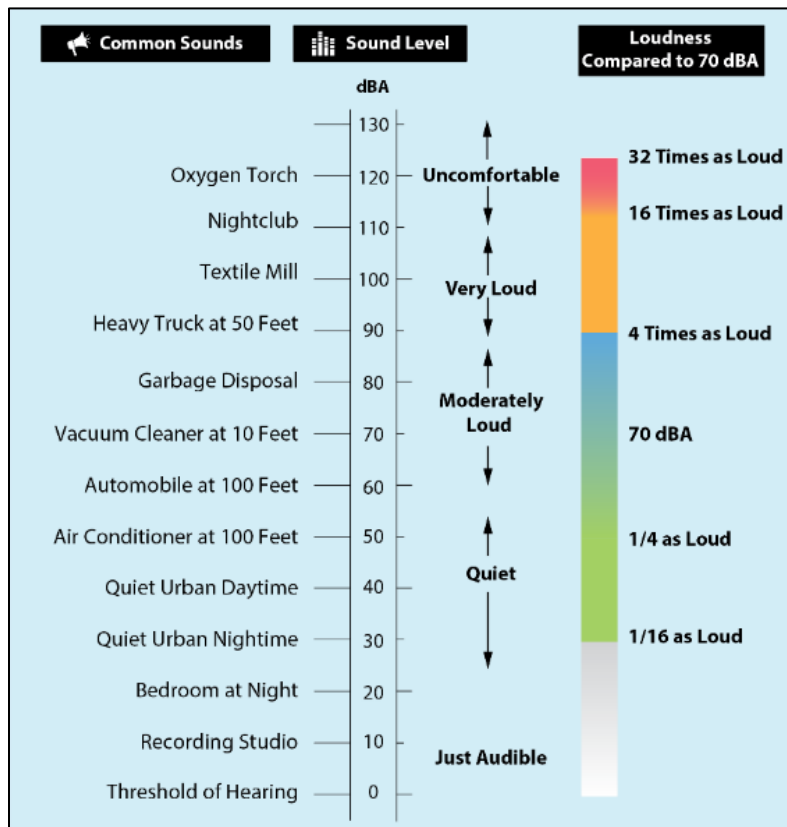 Common Sounds
Sound Level
Loudness
Compared to 70 dBA
dBA
130
Oxygen Torch
120
Nightclub
110
Textile Mill
100
Heavy Truck at 50 Feet
90
Garbage Disposal
80
Vacuum Cleaner at 10 Feet
70
Automobile at 100 Feet
60
Air Conditioner at 100 Feet
50
Quiet Urban Daytime
40
Quiet Urban Nightime
30
Bedroom at Night
20
Recording Studio
10
Threshold of Hearing
0
Uncomfortable
Very Loud
Moderately
Loud
Quiet
Just Audible
32 Times as Loud
16 Times as Loud
4 Times as Loud
70 dBA
1/4 as Loud
1/16 as Loud